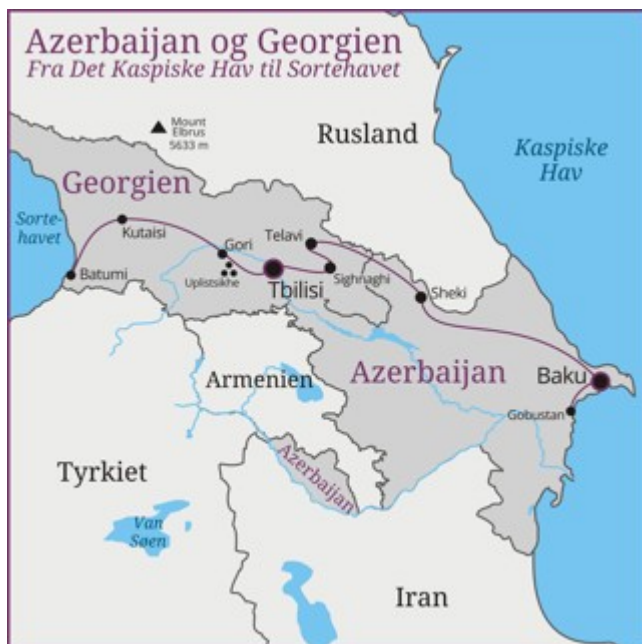 Azerbaijan og Georgien
Fra Det Kaspiske Hav til Sortehavet
Mount
Elbrus
5633 m
Rusland
Kaspiske
Hav
Georgien
Sorte-
havet
Kutaisi
Gori
Telavi
Batumi
Uplistsikhe
Tbilisi
Sighnaghi
Sheki
Armenien
Azerbaijan
Baku
Gobustan
Tyrkiet
Azerbaijan
Van
Søen
Iran